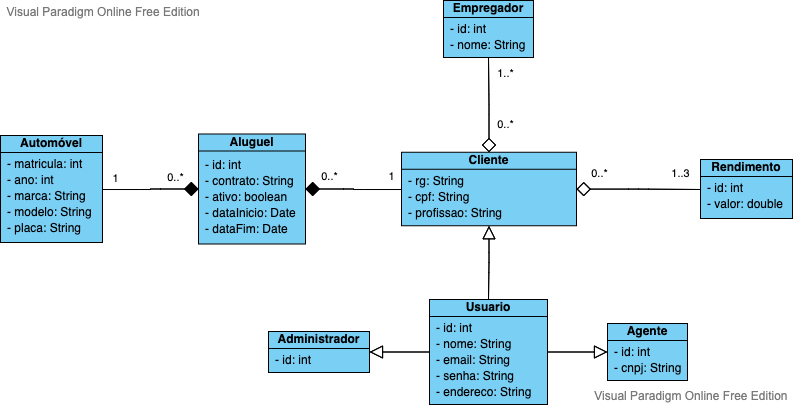 Visual Paradigm Online Free Edition
Empregador
- id: int
- nome: String
1..*
0..*
Automóvel
- matricula: int
- ano: int
- marca: String
- modelo: String
- placa: String
1
0..*
Aluguel
- id: int
- contrato: String
- ativo: boolean
- dataInicio: Date
- dataFim: Date
0..*
1
Cliente
- rg: String
- cpf: String
- profissao: String
0..*
1..3
Rendimento
- id: int
- valor: double
Usuario
- id: int
- nome: String
- email: String
- senha: String
- endereco: String
Administrador
- id: int
Agente
- id: int
- cnpj: String
Visual Paradigm Online Free Edition